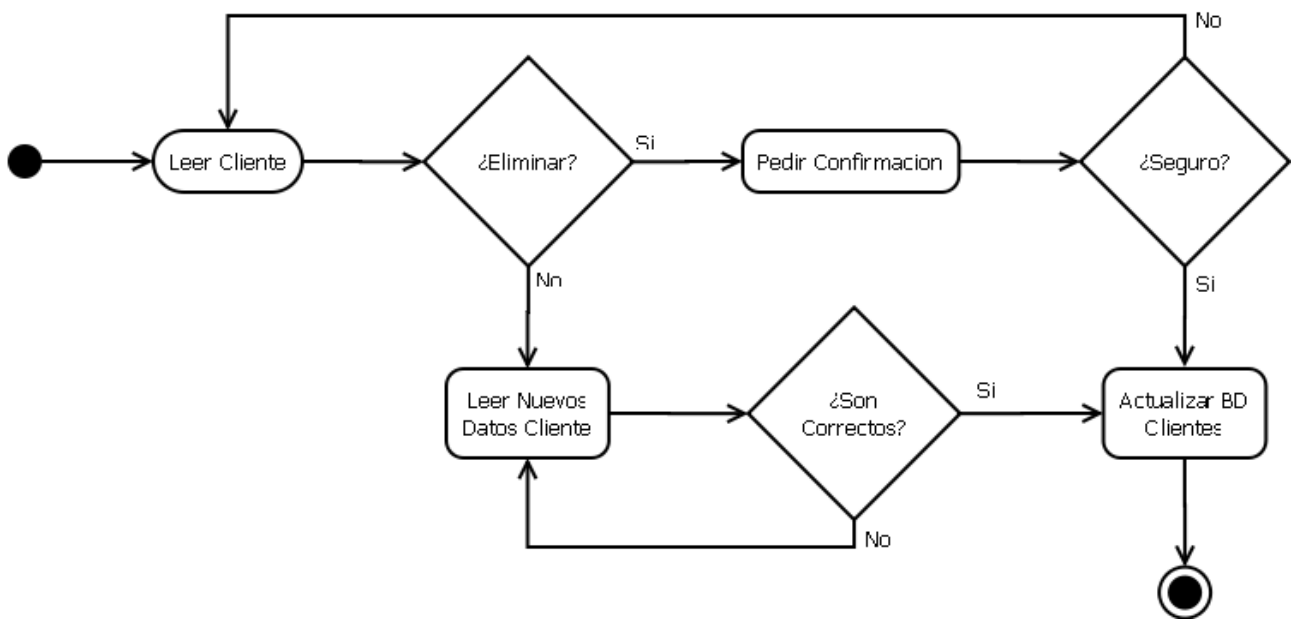 No
Leer Cliente
¿Eliminar?
Si
Pedir Confirmacion
¿Seguro?
No
Si
Leer Nuevos
Datos Cliente
¿Son
Correctos?
Si
Actualizar BD
Clientes
No